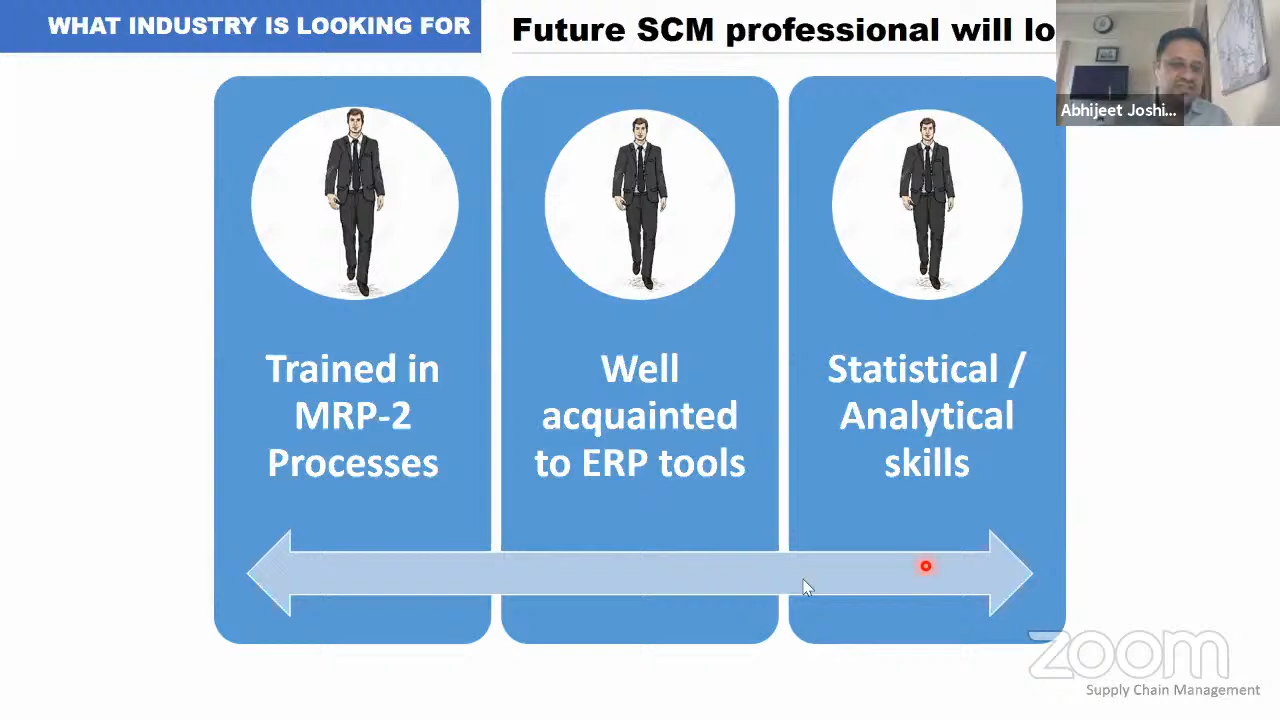 WHAT INDUSTRY IS LOOKING FOR
Future SCM professional will lo
Abhijeet Joshi...
Trained in
MRP-2
Processes
Well
acquainted
to ERP tools
Statistical /
Analytical
skills
zoom
Supply Chain Management